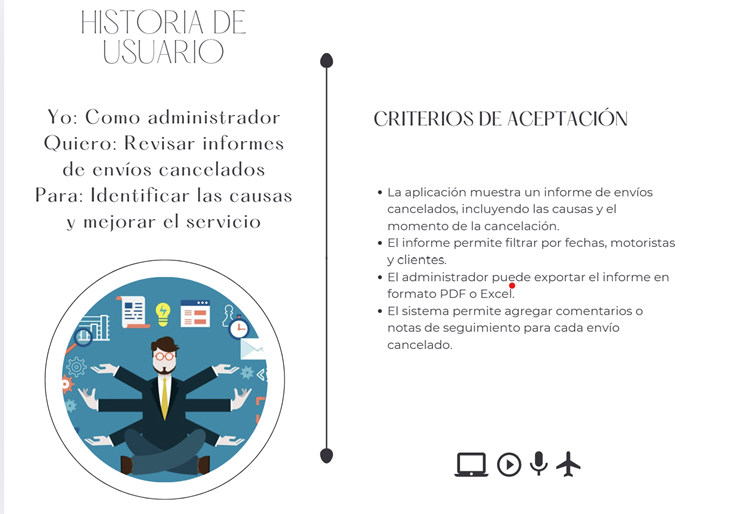 HISTORIA DE
USUARIO
Yo: Como administrador
Quiero: Revisar informes
de envíos cancelados
Para: Identificar las causas
y mejorar el servicio
CRITERIOS DE ACEPTACIÓN
• La aplicación muestra un informe de envíos
cancelados, incluyendo las causas y el
momento de la cancelación.
• El informe permite filtrar por fechas, motoristas
y clientes.
• El administrador puede exportar el informe en
formato PDF o Excel.
• El sistema permite agregar comentarios o
notas de seguimiento para cada envío
cancelado.